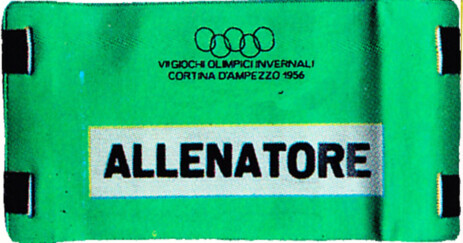 VII GIOCHI OLIMPICI INVERNALI
CORTINA D'AMPEZZO 1956
ALLENATORE